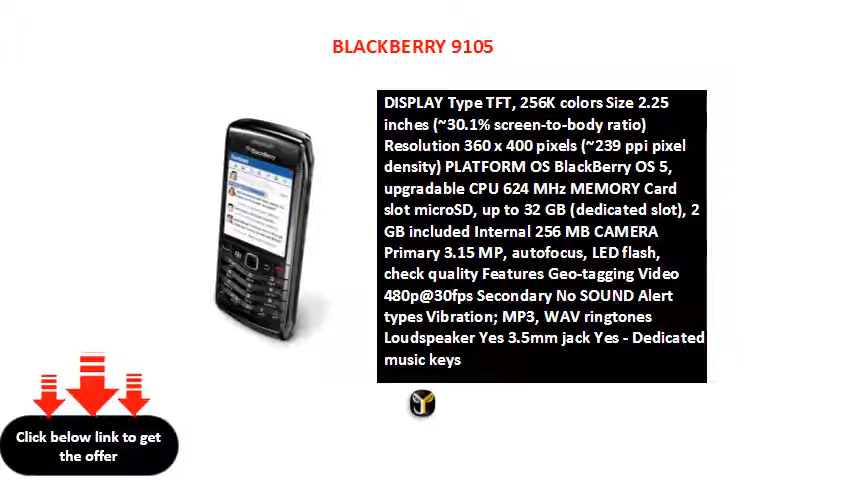 BLACKBERRY 9105
DISPLAY Type TFT, 256K colors Size 2.25
inches (~30.1% screen-to-body ratio)
Resolution 360 x 400 pixels (~239 ppi pixel
density) PLATFORM OS BlackBerry OS 5,
upgradable CPU 624 MHz MEMORY Card
slot microSD, up to 32 GB (dedicated slot), 2
GB included Internal 256 MB CAMERA
Primary 3.15 MP, autofocus, LED flash,
check quality Features Geo-tagging Video
480p@30fps Secondary No SOUND Alert
types Vibration; MP3, WAV ringtones
Loudspeaker Yes 3.5mm jack Yes - Dedicated
music keys
BlackBerry
Click below link to get
the offer